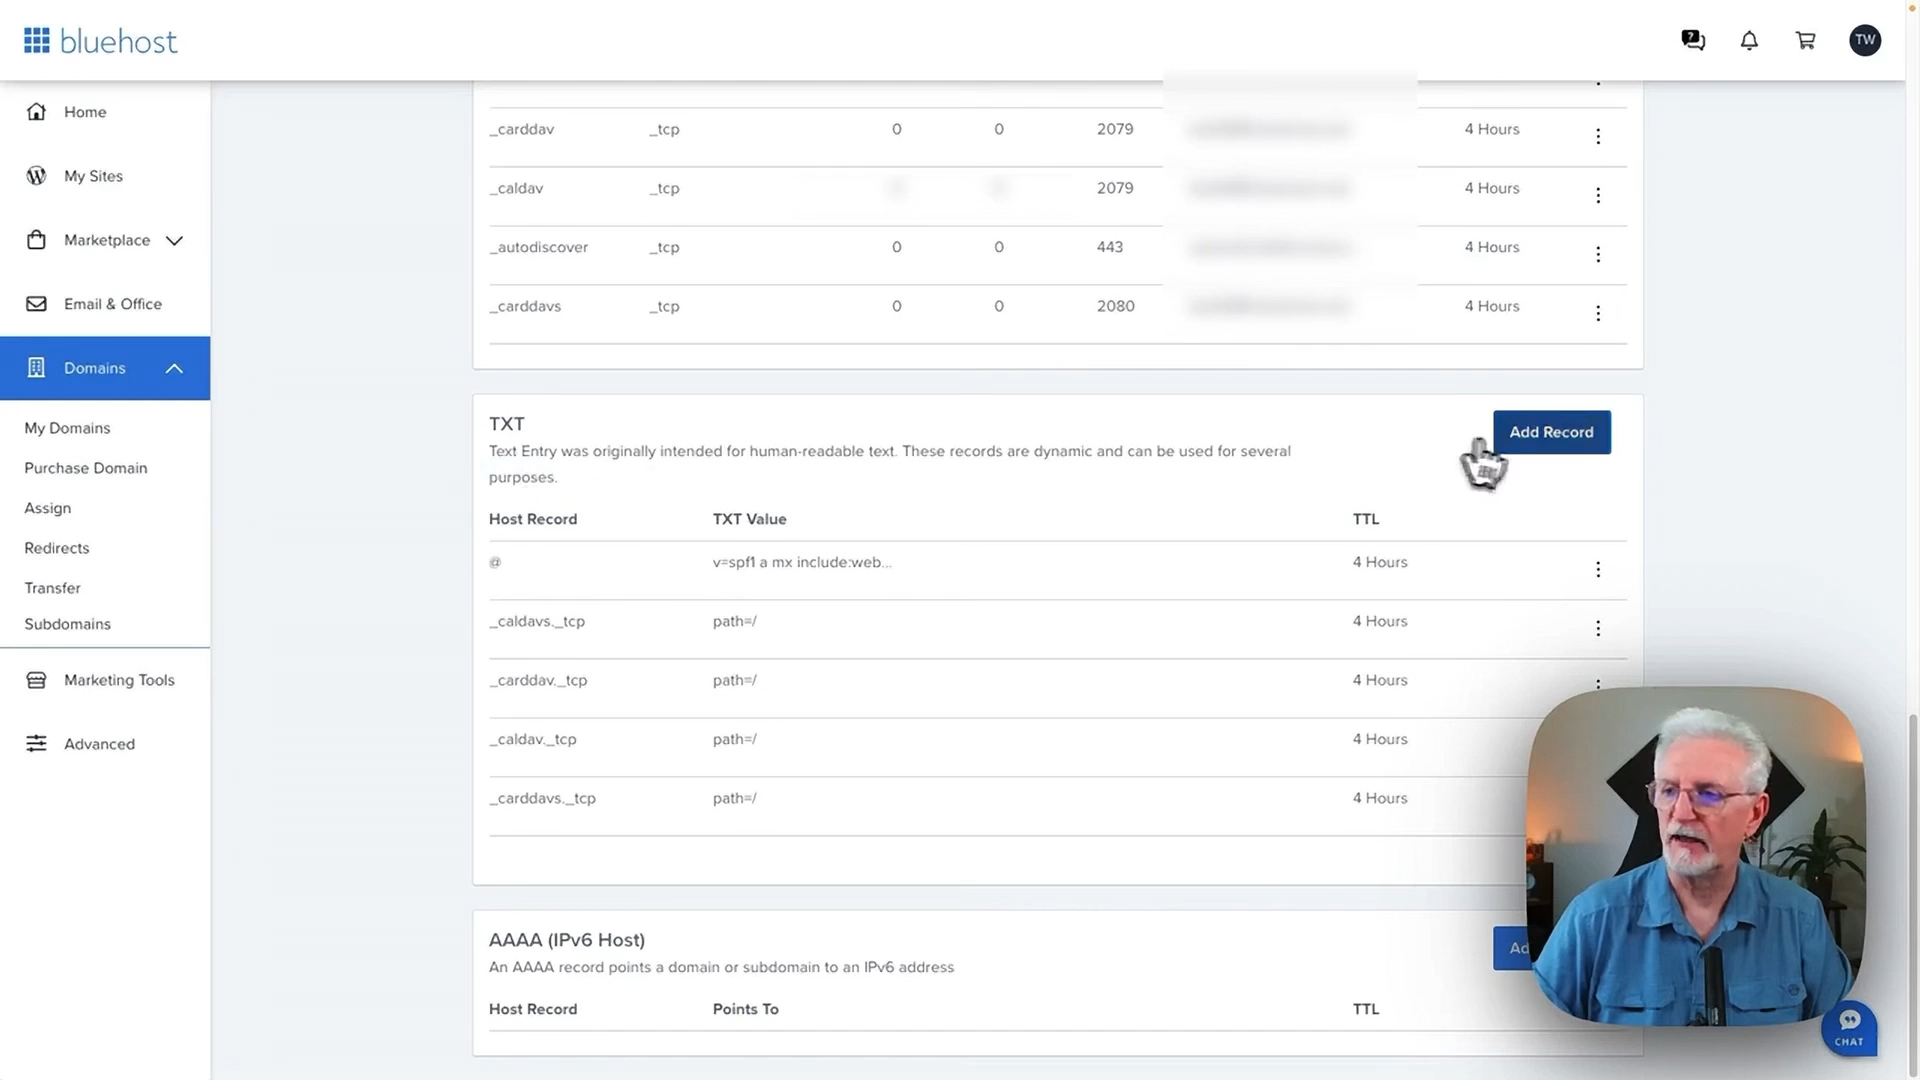 bluehost
?
TW
Home
My Sites
Marketplace
Email & Office
Domains
My Domains
Purchase Domain
Assign
Redirects
Transfer
Subdomains
Marketing Tools
Advanced
_carddav _tcp 0 0 2079 4 Hours
_caldav _tcp 2079 4 Hours
_autodiscover _tcp 0 0 443 4 Hours
_carddavs _tcp 0 0 2080 4 Hours
TXT
Add Record
Text Entry was originally intended for human-readable text. These records are dynamic and can be used for several
purposes.
Host Record TXT Value TTL
@ v=spf1 a mx include:web... 4 Hours
_caldavs._tcp path=/ 4 Hours
_carddav._tcp path=/ 4 Hours
_caldav._tcp path=/ 4 Hours
_carddavs._tcp path=/ 4 Hours
AAAA (IPv6 Host)
Ad
An AAAA record points a domain or subdomain to an IPv6 address
Host Record Points To TTL
CHAT